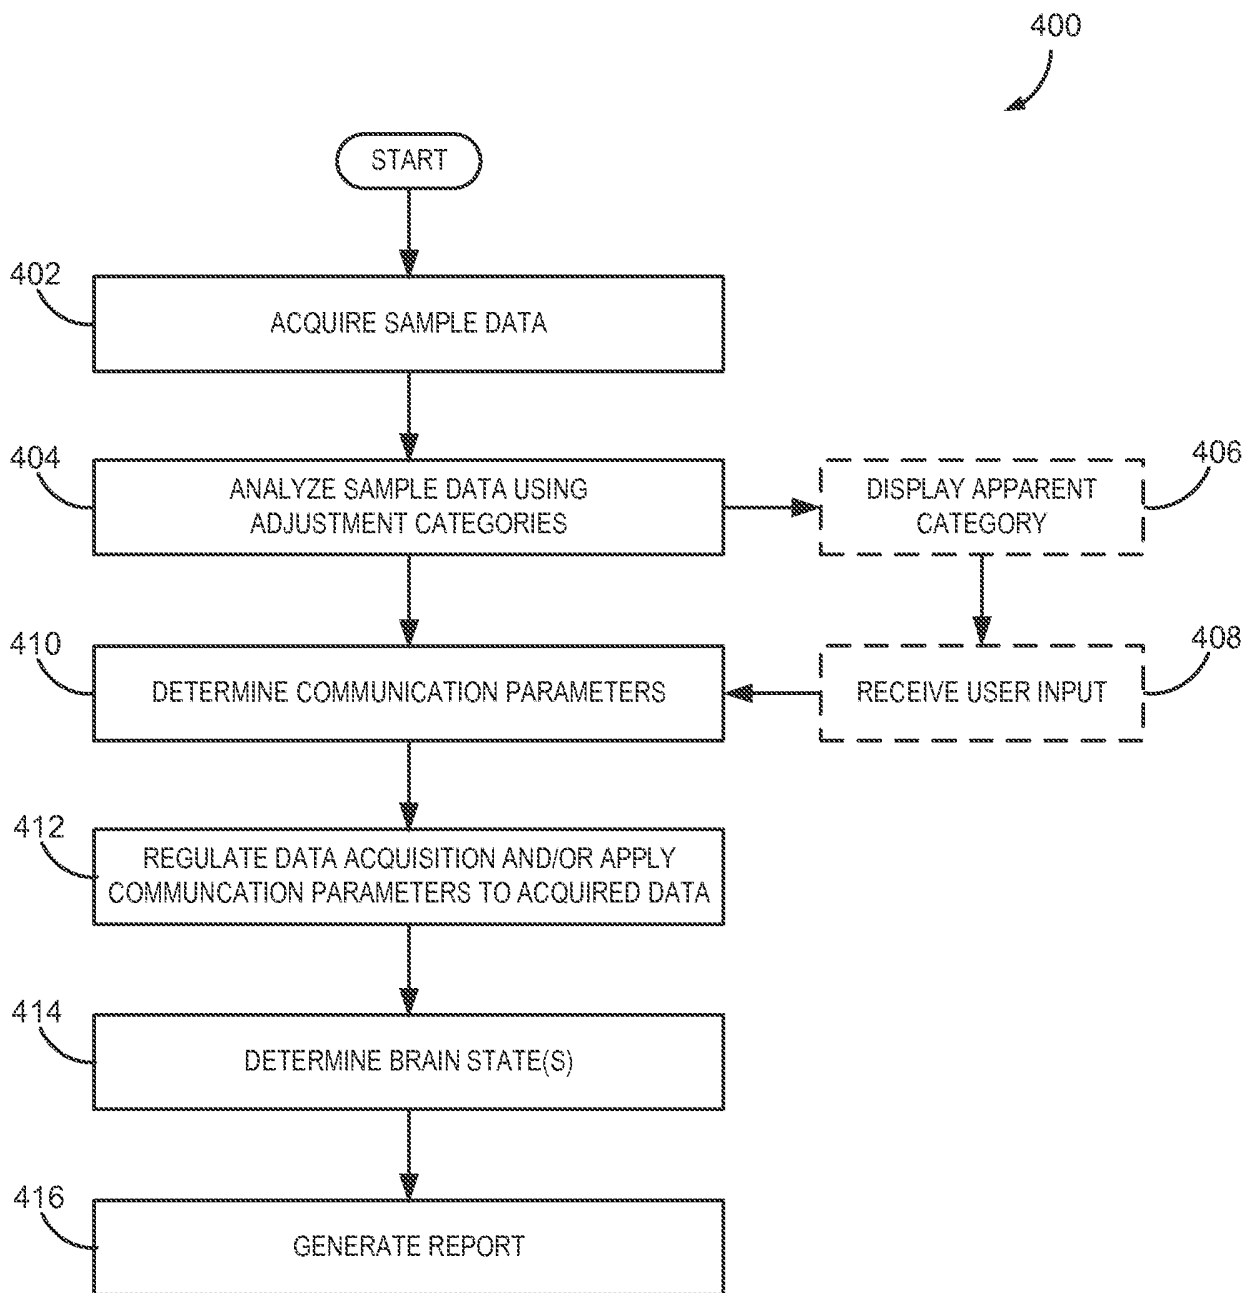 400
START
402
ACQUIRE SAMPLE DATA
404
ANALYZE SAMPLE DATA USING
ADJUSTMENT CATEGORIES
406
DISPLAY APPARENT
CATEGORY
410
DETERMINE COMMUNICATION PARAMETERS
408
RECEIVE USER INPUT
412
REGULATE DATA ACQUISITION AND/OR APPLY
COMMUNCATION PARAMETERS TO ACQUIRED DATA
414
DETERMINE BRAIN STATE(S)
416
GENERATE REPORT